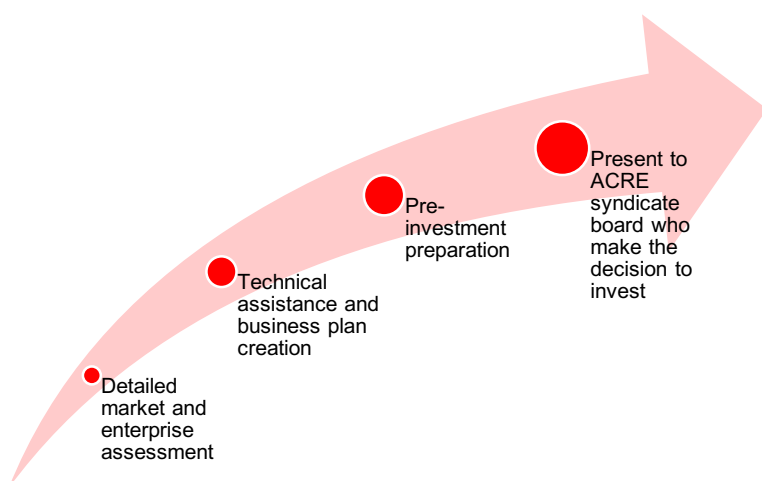 Detailed
market and
enterprise
assessment
Technical
assistance and
business plan
creation
Pre-
investment
preparation
Present to
ACRE
syndicate
board who
make the
decision to
invest